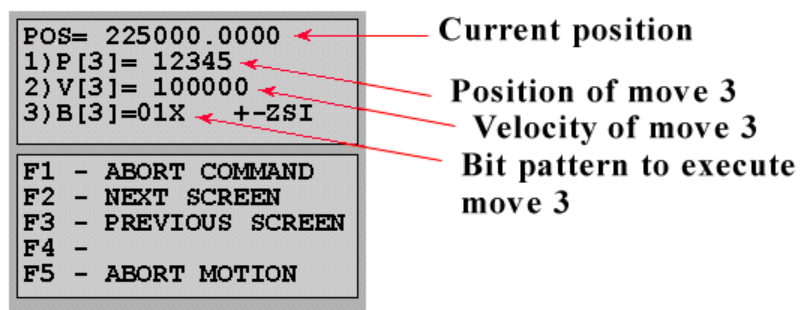 POS= 225000.0000
1)P[3]= 12345
2)V[3]= 100000
3)B[3]=01X +-ZSI
F1 - ABORT COMMAND
F2 - NEXT SCREEN
F3 - PREVIOUS SCREEN
F4 -
F5 - ABORT MOTION
Current position
Position of move 3
Velocity of move 3
Bit pattern to execute
move 3